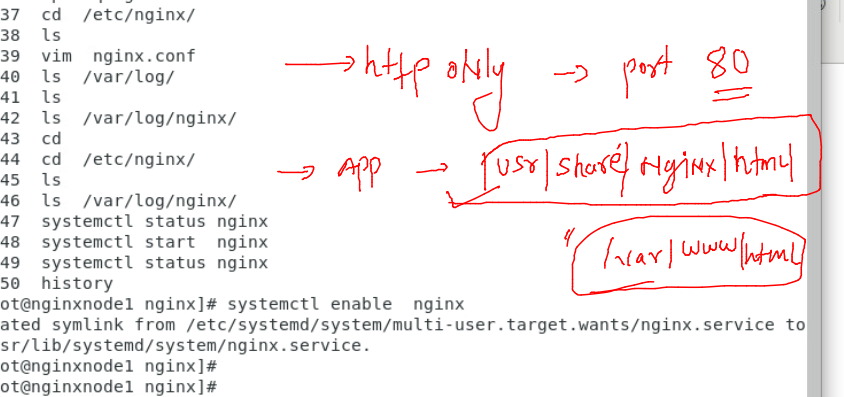 37 cd /etc/nginx/
38 ls
39 vim nginx.conf
40 ls /var/log/
41 ls
42 ls /var/log/nginx/
43 cd
44 cd /etc/nginx/
45 ls
46 ls /var/log/nginx/
47 systemctl status nginx
48 systemctl start nginx
49 systemctl status nginx
50 history
ot@nginxnode1 nginx]# systemctl enable nginx
ated symlink from /etc/systemd/system/multi-user.target.wants/nginx.service to
sr/lib/systemd/system/nginx.service.
ot@nginxnode1 nginx]#
ot@nginxnode1 nginx]#
→ http only → port 80
→ APP → /usr/share/nginx/html
/var/www/html